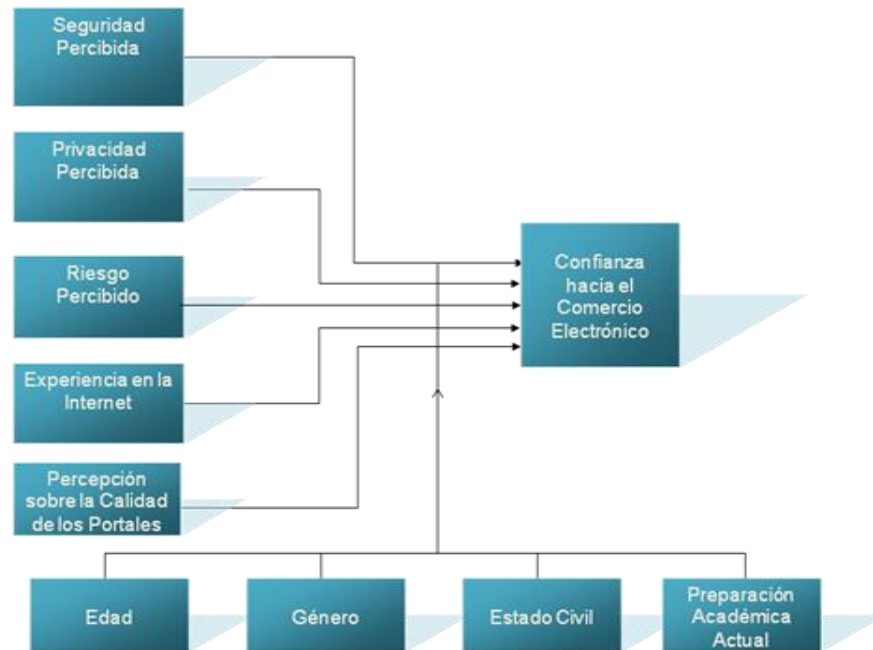 Seguridad
Percibida
Privacidad
Percibida
Riesgo
Percibido
Experiencia en la
Internet
Percepción
sobre la Calidad
de los Portales
Confianza
hacia el
Comercio
Electrónico
Edad
Género
Estado Civil
Preparación
Académica
Actual